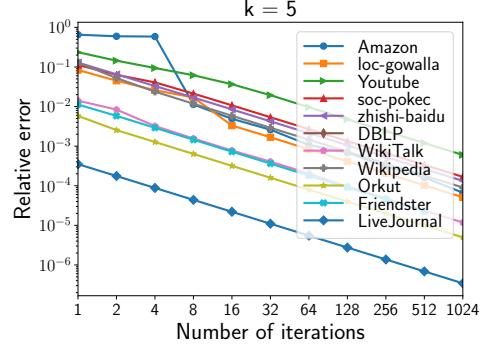 k = 5
10⁰
10⁻¹
10⁻²
10⁻³
10⁻⁴
10⁻⁵
10⁻⁶
Relative error
Amazon
loc-gowalla
Youtube
soc-pokec
zhishi-baidu
DBLP
WikiTalk
Wikipedia
Orkut
Friendster
LiveJournal
1 2 4 8 16 32 64 128 256 512 1024
Number of iterations